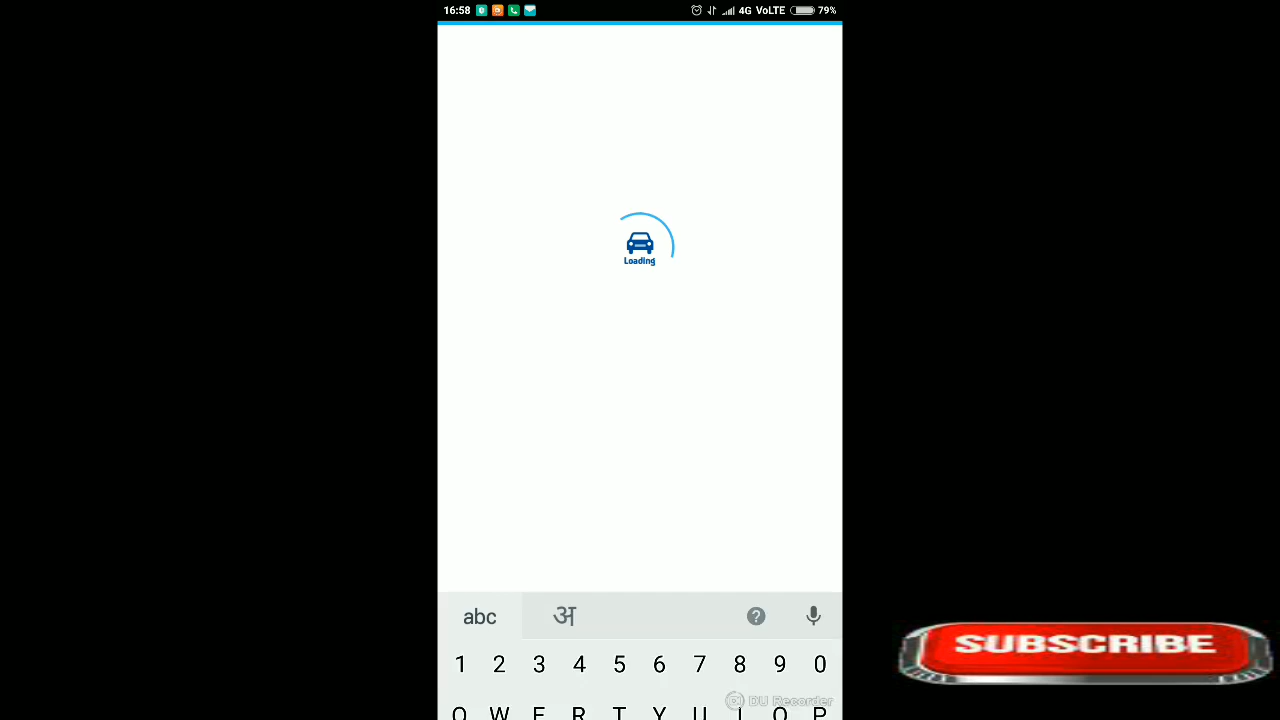 16:58 4G VoLTE 79%
Loading
abc अ ?
1 2 3 4 5 6 7 8 9 0
Q W E R T Y U I O P
DU Recorder
SUBSCRIBE